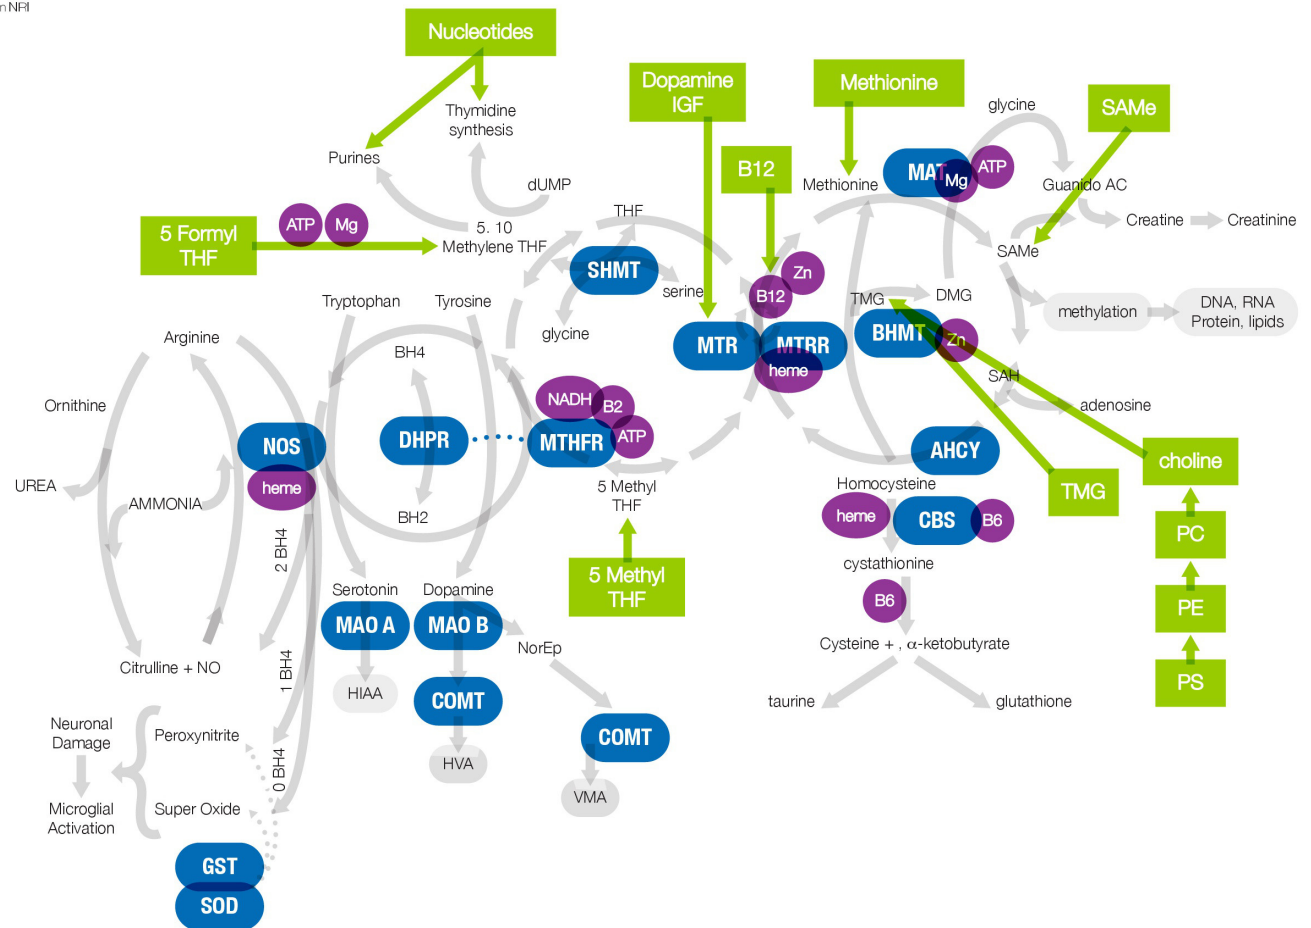 NRI
Nucleotides
Thymidine
synthesis
Purines
dUMP
5. 10
Methylene THF
5 Formyl
THF
ATP
Mg
Dopamine
IGF
B12
Methionine
Methionine
MAT
Mg
ATP
glycine
SAMe
Guanido AC
Creatine
Creatinine
SAMe
THF
SHMT
serine
glycine
B12
Zn
MTR
MTRR
heme
TMG
DMG
BHMT
Zn
methylation
DNA, RNA
Protein, lipids
SAH
adenosine
AHCY
Homocysteine
heme
CBS
B6
cystathionine
B6
Cysteine + , α-ketobutyrate
taurine
glutathione
TMG
choline
PC
PE
PS
Tryptophan
Tyrosine
Arginine
BH4
Ornithine
NOS
heme
DHPR
NADH
B2
ATP
MTHFR
UREA
AMMONIA
BH2
5 Methyl
THF
5 Methyl
THF
2 BH4
1 BH4
0 BH4
Serotonin
Dopamine
MAO A
MAO B
NorEp
Citrulline + NO
HIAA
COMT
COMT
HVA
VMA
Neuronal
Damage
Peroxynitrite
Microglial
Activation
Super Oxide
GST
SOD